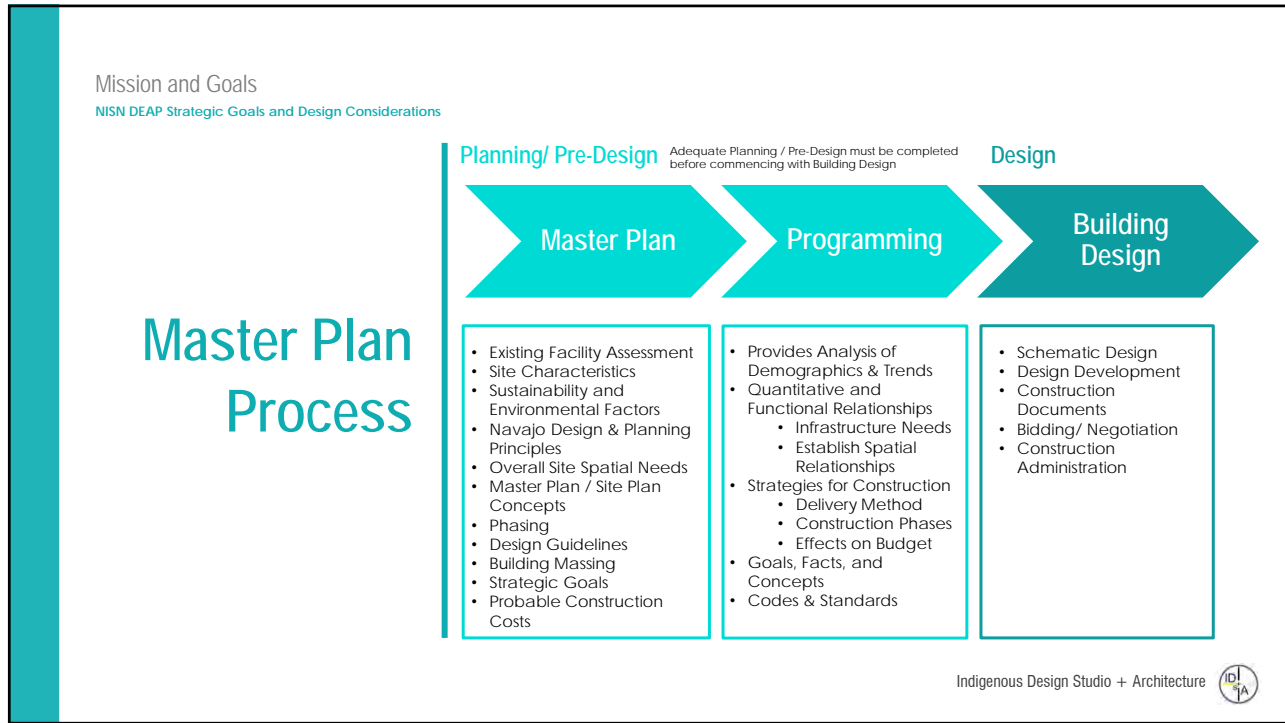 Mission and Goals
NISN DEAP Strategic Goals and Design Considerations
Master Plan
Process
Planning/ Pre-Design
Adequate Planning / Pre-Design must be completed
before commencing with Building Design
Design
Master Plan
Programming
Building
Design
• Existing Facility Assessment
• Site Characteristics
• Sustainability and
Environmental Factors
• Navajo Design & Planning
Principles
• Overall Site Spatial Needs
• Master Plan / Site Plan
Concepts
• Phasing
• Design Guidelines
• Building Massing
• Strategic Goals
• Probable Construction
Costs
• Provides Analysis of
Demographics & Trends
• Quantitative and
Functional Relationships
• Infrastructure Needs
• Establish Spatial
Relationships
• Strategies for Construction
• Delivery Method
• Construction Phases
• Effects on Budget
• Goals, Facts, and
Concepts
• Codes & Standards
• Schematic Design
• Design Development
• Construction
Documents
• Bidding/ Negotiation
• Construction
Administration
Indigenous Design Studio + Architecture
ID
S+A